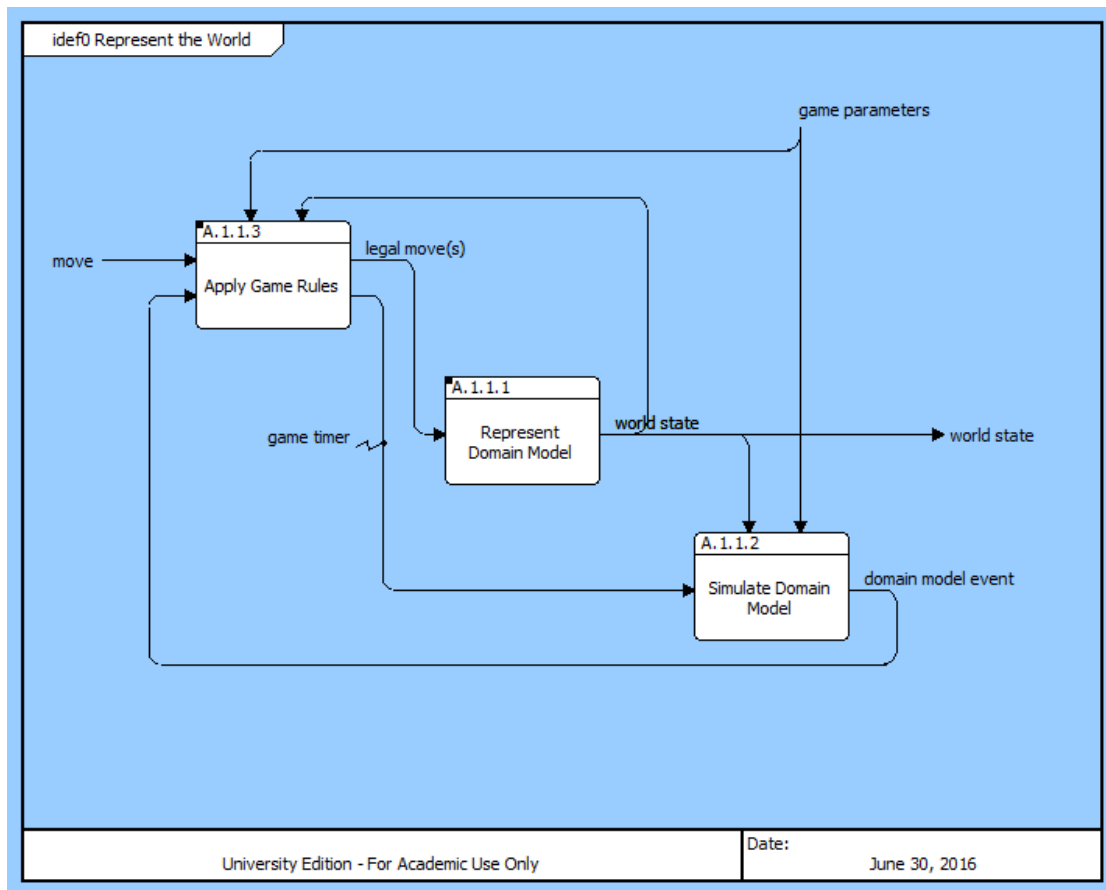 idef0 Represent the World
game parameters
A.1.1.3
legal move(s)
move
Apply Game Rules
A.1.1.1
game timer
Represent
Domain Model
world state
world state
A.1.1.2
Simulate Domain
Model
domain model event
University Edition - For Academic Use Only
Date:
June 30, 2016